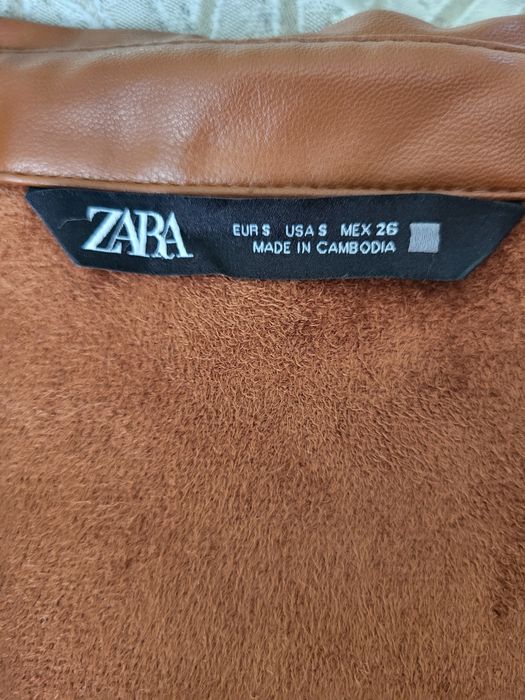 ZARA
EUR S USA S MEX 26
MADE IN CAMBODIA